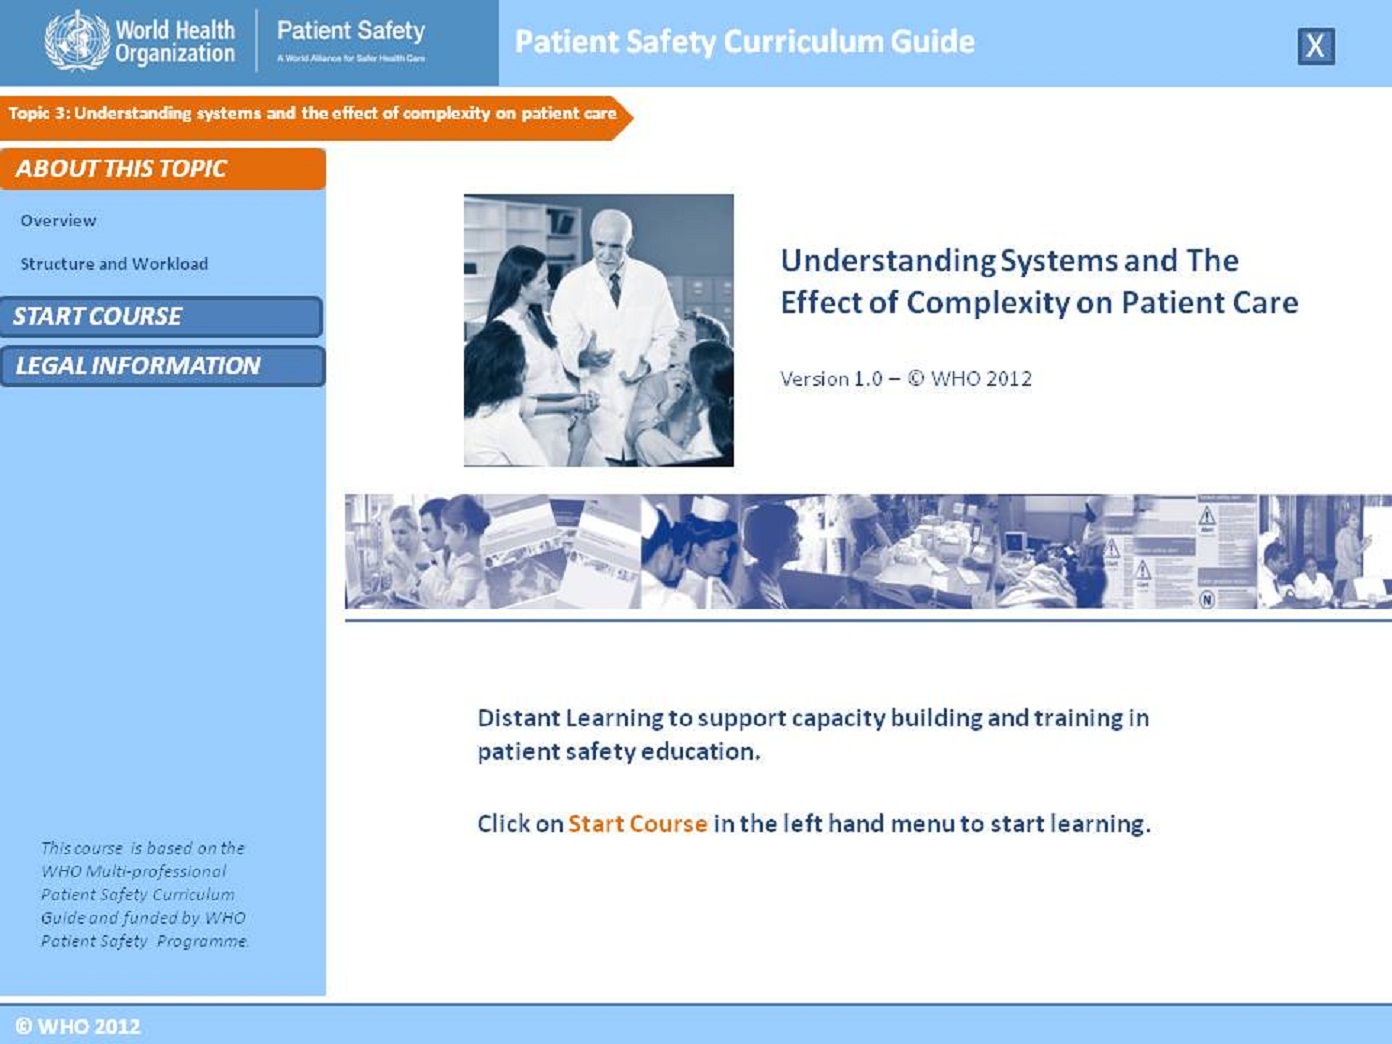 World Health
Organization
Patient Safety
A World Alliance for Safer Health Care
Patient Safety Curriculum Guide
X
Topic 3: Understanding systems and the effect of complexity on patient care
ABOUT THIS TOPIC
Overview
Structure and Workload
START COURSE
LEGAL INFORMATION
Understanding Systems and The
Effect of Complexity on Patient Care
Version 1.0 – © WHO 2012
N
Distant Learning to support capacity building and training in
patient safety education.
Click on Start Course in the left hand menu to start learning.
This course is based on the
WHO Multi-professional
Patient Safety Curriculum
Guide and funded by WHO
Patient Safety Programme.
© WHO 2012